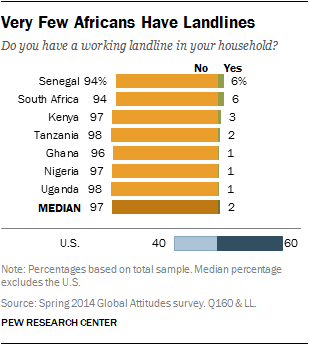 Very Few Africans Have Landlines
Do you have a working landline in your household?
No Yes
Senegal 94% 6%
South Africa 94 6
Kenya 97 3
Tanzania 98 2
Ghana 96 1
Nigeria 97 1
Uganda 98 1
MEDIAN 97 2
U.S. 40 60
Note: Percentages based on total sample. Median percentage
excludes the U.S.
Source: Spring 2014 Global Attitudes survey. Q160 & LL.
PEW RESEARCH CENTER